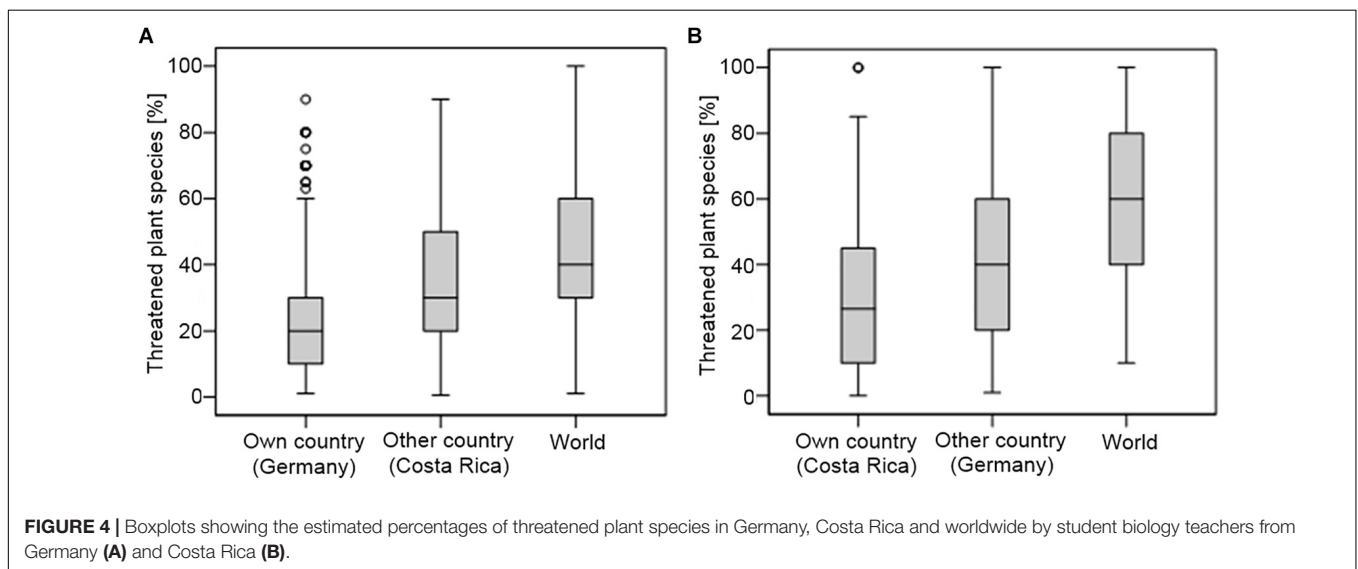 A
Threatened plant species [%]
100
80
60
40
20
0
Own country
(Germany)
Other country
(Costa Rica)
World
B
Threatened plant species [%]
100
80
60
40
20
0
Own country
(Costa Rica)
Other country
(Germany)
World
FIGURE 4 | Boxplots showing the estimated percentages of threatened plant species in Germany, Costa Rica and worldwide by student biology teachers from
Germany (A) and Costa Rica (B).